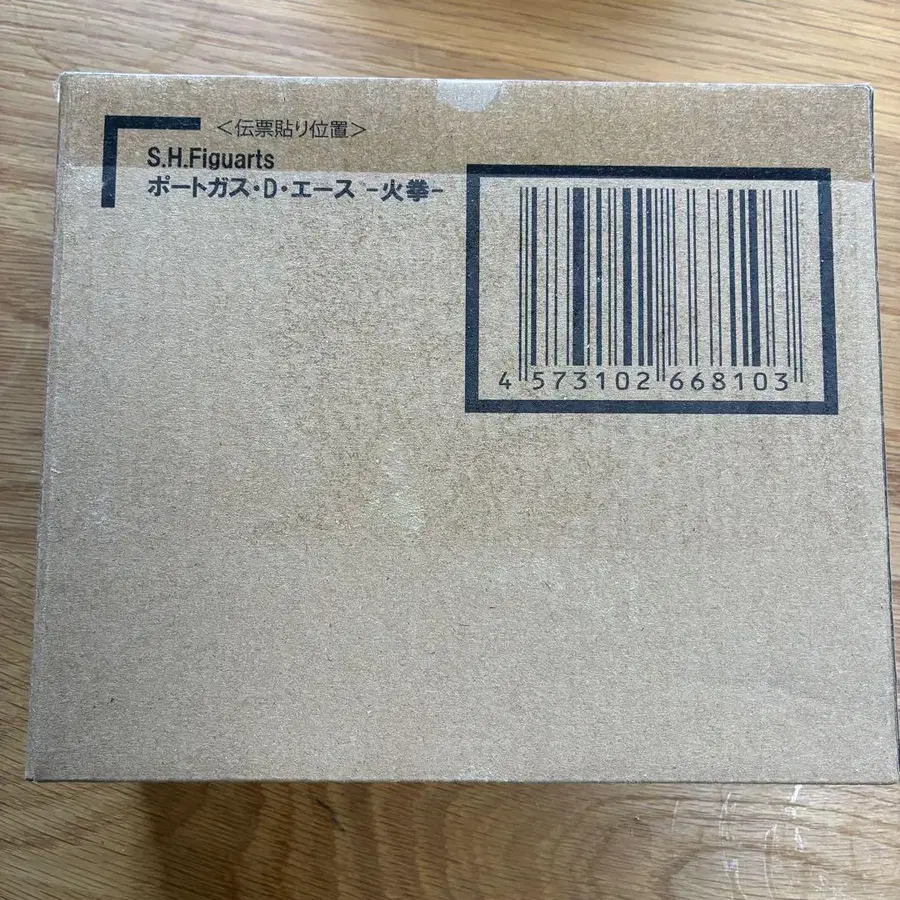 ＜伝票貼り位置＞
S.H.Figuarts
ポートガス・D・エース -火拳-
4 573102 668103